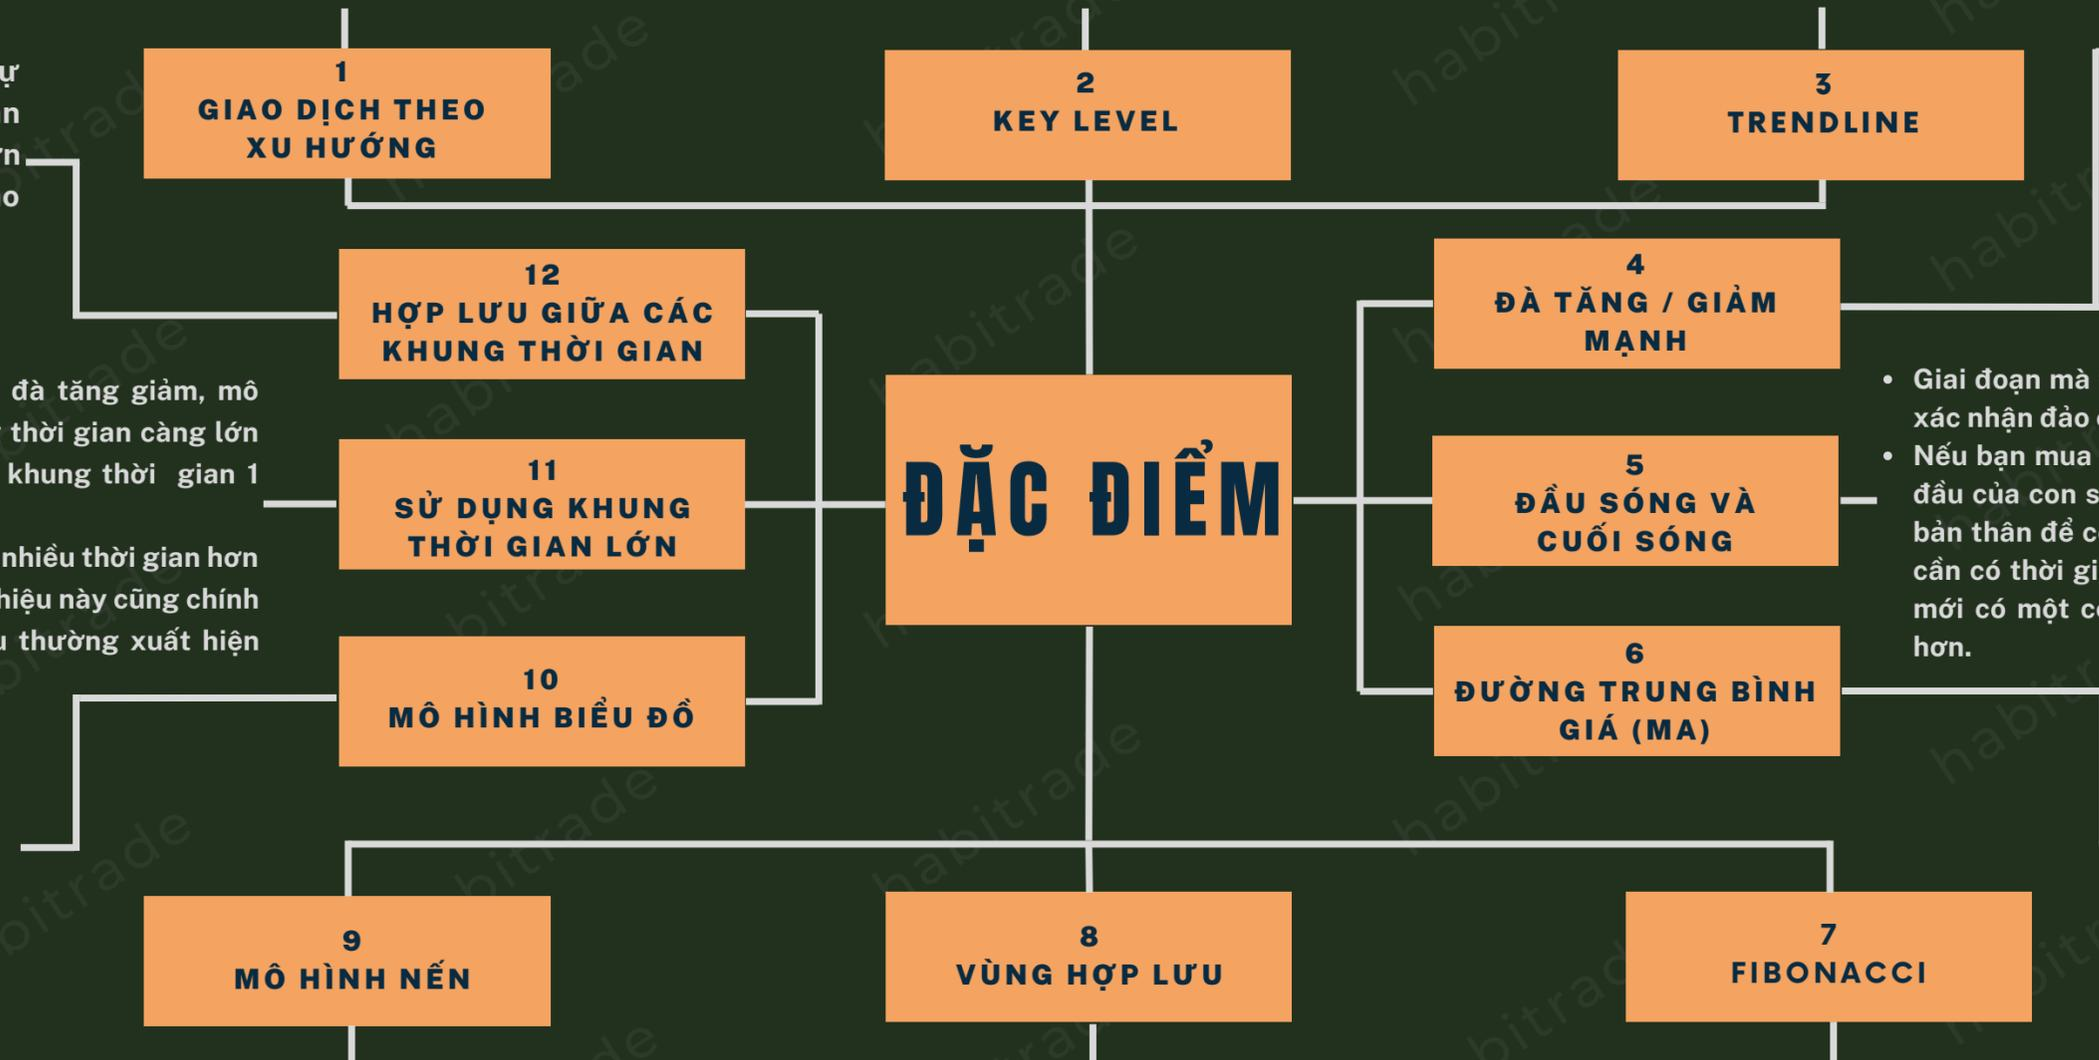 1
GIAO DỊCH THEO
XU HƯỚNG
2
KEY LEVEL
3
TRENDLINE
12
HỢP LƯU GIỮA CÁC
KHUNG THỜI GIAN
4
ĐÀ TĂNG / GIẢM
MẠNH
đà tăng giảm, mô
thời gian càng lớn
khung thời gian 1
nhiều thời gian hơn
này cũng chính
thường xuất hiện
11
SỬ DỤNG KHUNG
THỜI GIAN LỚN
ĐẶC ĐIỂM
5
ĐẦU SÓNG VÀ
CUỐI SÓNG
• Giai đoạn mà
xác nhận đảo
• Nếu bạn mua
đầu của con
bản thân để
cần có thời
mới có một
hơn.
10
MÔ HÌNH BIỂU ĐỒ
6
ĐƯỜNG TRUNG BÌNH
GIÁ (MA)
9
MÔ HÌNH NẾN
8
VÙNG HỢP LƯU
7
FIBONACCI
habitrade